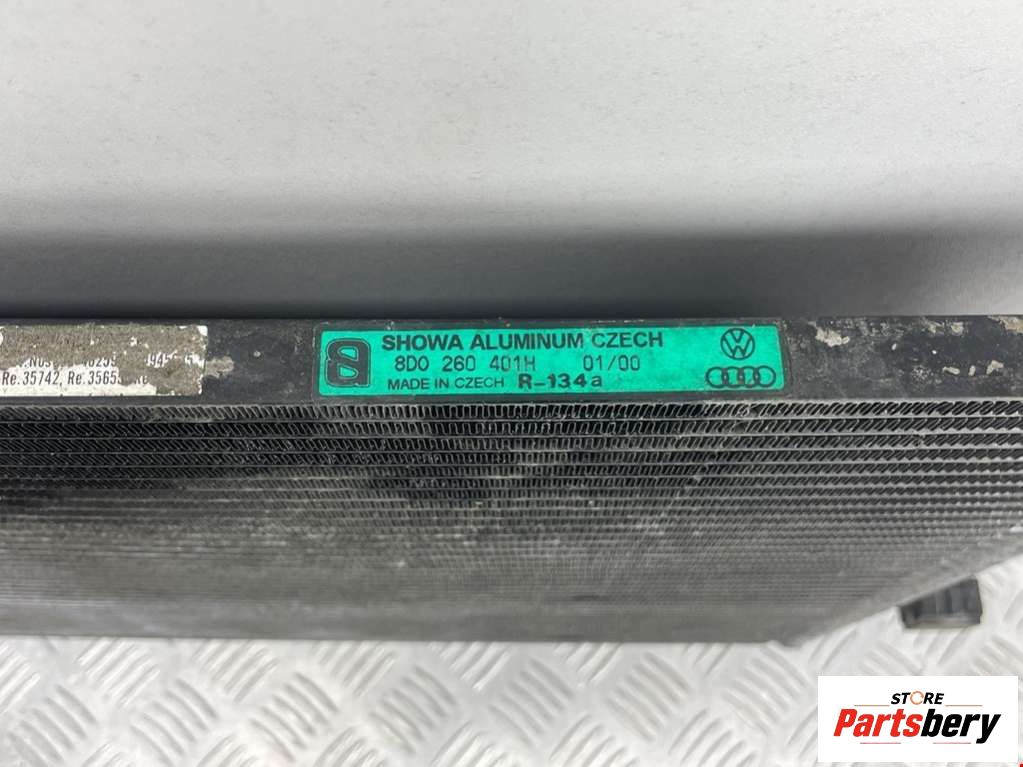 Re.35742, Re.3565
SHOWA ALUMINUM CZECH
8D0 260 401H 01/00
MADE IN CZECH R-134a
STORE
Partsbery